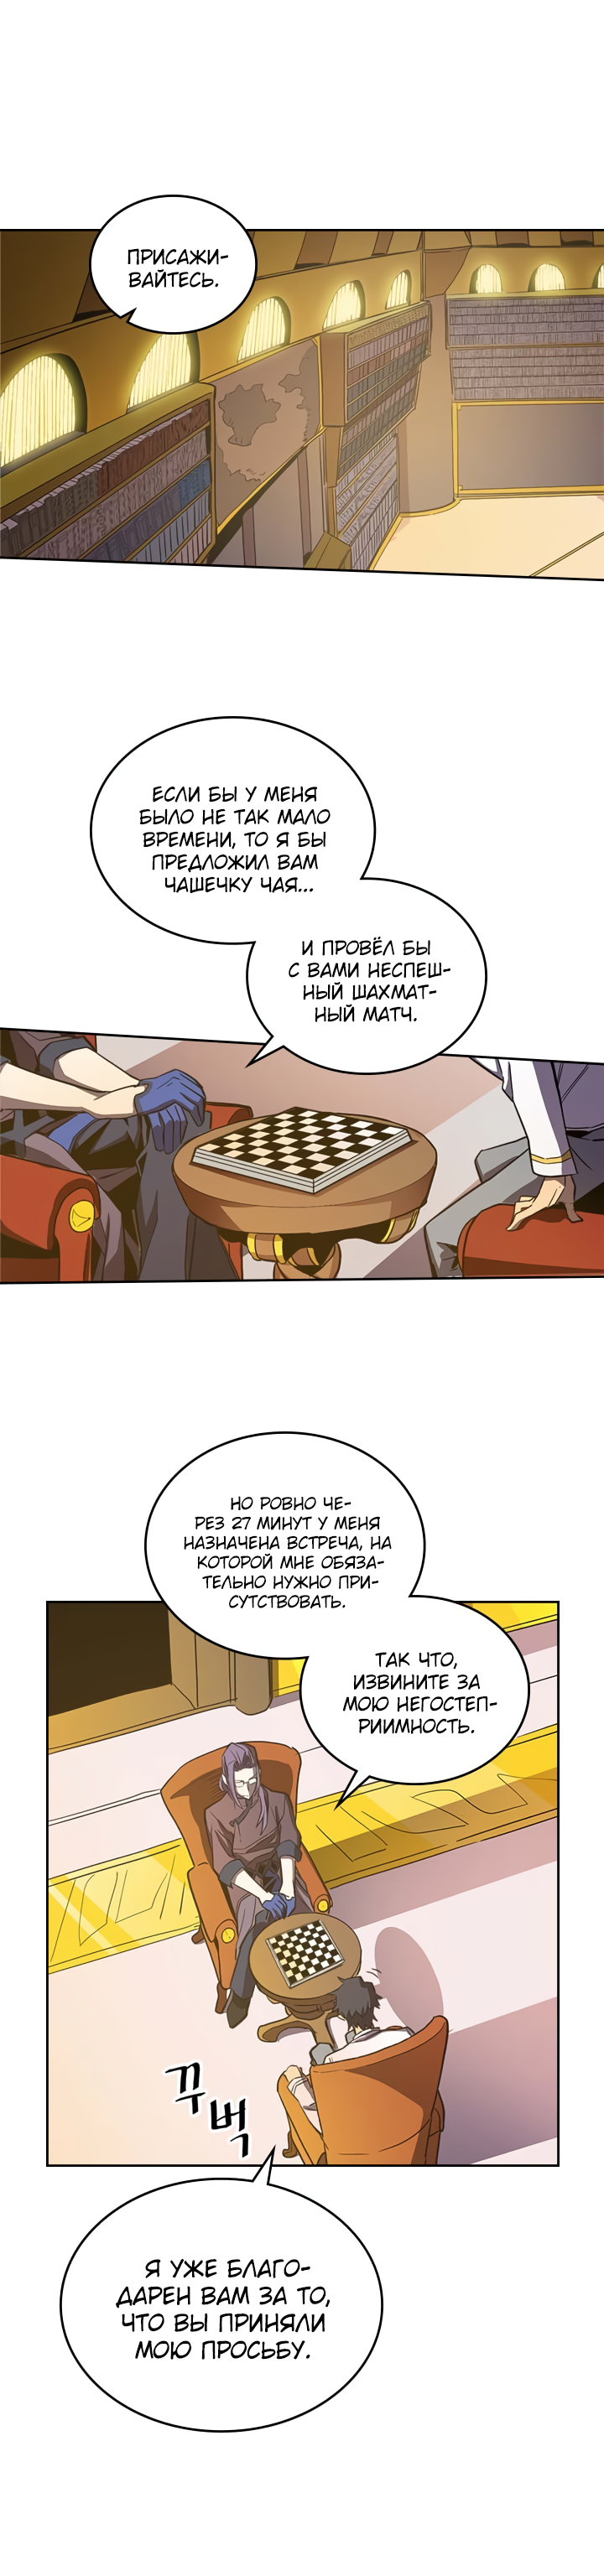 ПРИСАЖИ-
ВАЙТЕСЬ.
ЕСЛИ БЫ У МЕНЯ
БЫЛО НЕ ТАК МАЛО
ВРЕМЕНИ, ТО Я БЫ
ПРЕДЛОЖИЛ ВАМ
ЧАШЕЧКУ ЧАЯ...
И ПРОВЁЛ БЫ
С ВАМИ НЕСПЕШ-
НЫЙ ШАХМАТ-
НЫЙ МАТЧ.
НО РОВНО ЧЕ-
РЕЗ 27 МИНУТ У МЕНЯ
НАЗНАЧЕНА ВСТРЕЧА, НА
КОТОРОЙ МНЕ ОБЯЗА-
ТЕЛЬНО НУЖНО ПРИ-
СУТСТВОВАТЬ.
ТАК ЧТО,
ИЗВИНИТЕ ЗА
МОЮ НЕГОСТЕП-
РИИМНОСТЬ.
꾸벅
Я УЖЕ БЛАГО-
ДАРЕН ВАМ ЗА ТО,
ЧТО ВЫ ПРИНЯЛИ
МОЮ ПРОСЬБУ.